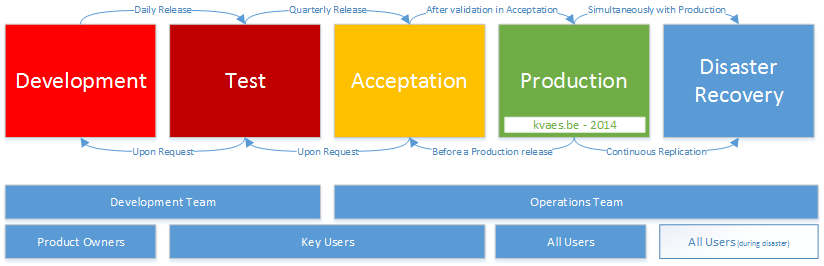 Daily Release
Quarterly Release
After validation in Acceptation
Simultaneously with Production
Development
Test
Acceptation
Production
kvaes.be - 2014
Disaster
Recovery
Upon Request
Upon Request
Before a Production release
Continuous Replication
Development Team
Operations Team
Product Owners
Key Users
All Users
All Users (during disaster)